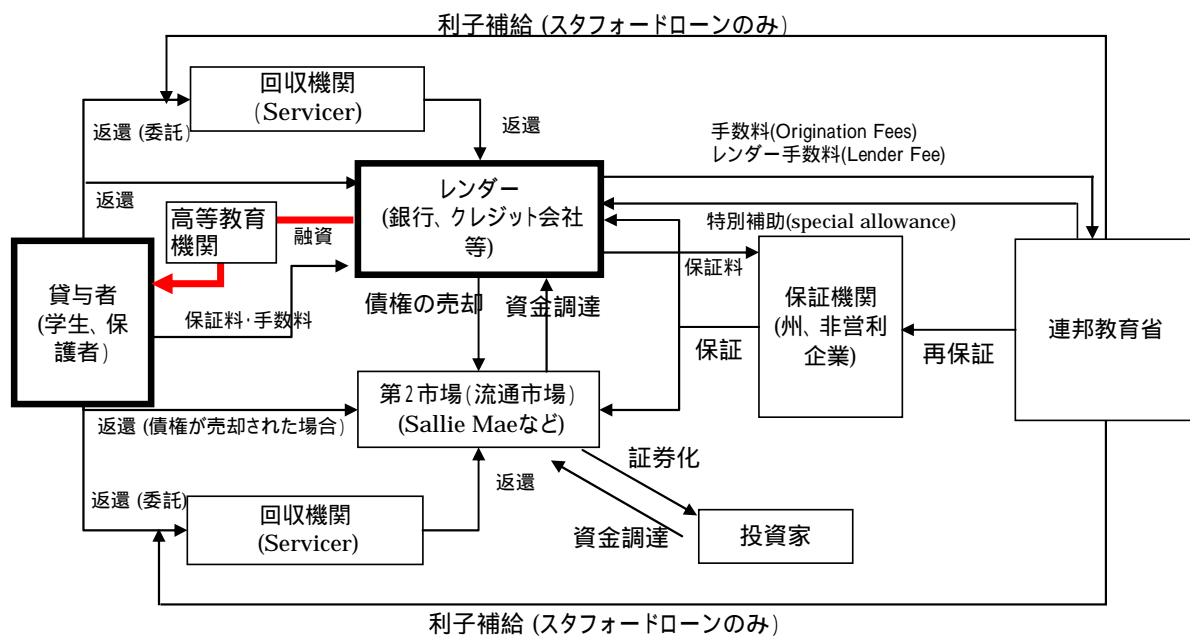 利子補給 (スタフォードローンのみ)
回収機関
(Servicer)
返還 (委託)
返還
手数料(Origination Fees)
レンダー手数料(Lender Fee)
返還
レンダー
(銀行、クレジット会社
等)
高等教育
機関
融資
特別補助(special allowance)
保証料
貸与者
(学生、保
護者)
保証料・手数料
債権の売却
資金調達
保証機関
(州、非営利
企業)
連邦教育省
保証
再保証
第2市場(流通市場)
(Sallie Maeなど)
返還 (債権が売却された場合)
証券化
返還 (委託)
返還
回収機関
(Servicer)
資金調達
投資家
利子補給 (スタフォードローンのみ)